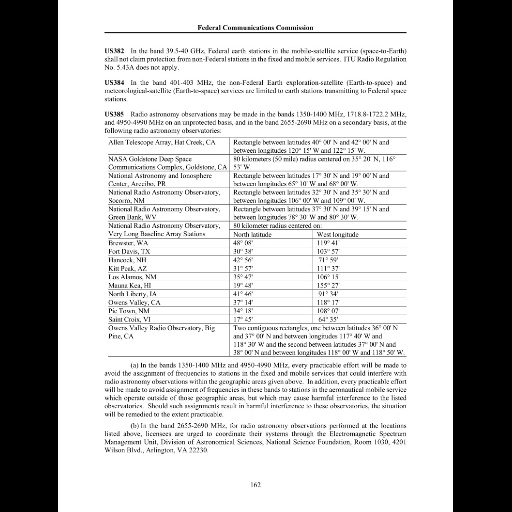 Federal Communications Commission
US382 In the band 39.5-40 GHz, Federal earth stations in the mobile-satellite service (space-to-Earth)
shall not claim protection from non-Federal stations in the fixed and mobile services. ITU Radio Regulation
No. 5.43A does not apply.
US384 In the band 401-403 MHz, the non-Federal Earth exploration-satellite (Earth-to-space) and
meteorological-satellite (Earth-to-space) services are limited to earth stations transmitting to Federal space
stations.
US385 Radio astronomy observations may be made in the bands 1350-1400 MHz, 1718.8-1722.2 MHz,
and 4950-4990 MHz on an unprotected basis, and in the band 2655-2690 MHz on a secondary basis, at the
following radio astronomy observatories:
Allen Telescope Array, Hat Creek, CA Rectangle between latitudes 40° 00' N and 42° 00' N and
between longitudes 120° 15' W and 122° 15' W.
NASA Goldstone Deep Space 80 kilometers (50 mile) radius centered on 35° 20' N, 116°
Communications Complex, Goldstone, CA 53' W
National Astronomy and Ionosphere Rectangle between latitudes 17° 30' N and 19° 00' N and
Center, Arecibo, PR between longitudes 65° 10' W and 68° 00' W.
National Radio Astronomy Observatory, Rectangle between latitudes 32° 30' N and 35° 30' N and
Socorro, NM between longitudes 106° 00' W and 109° 00' W.
National Radio Astronomy Observatory, Rectangle between latitudes 37° 30' N and 39° 15' N and
Green Bank, WV between longitudes 78° 30' W and 80° 30' W.
National Radio Astronomy Observatory, 80 kilometer radius centered on:
Very Long Baseline Array Stations North latitude West longitude
Brewster, WA 48° 08' 119° 41'
Fort Davis, TX 30° 38' 103° 57'
Hancock, NH 42° 56' 71° 59'
Kitt Peak, AZ 31° 57' 111° 37'
Los Alamos, NM 35° 47' 106° 15'
Mauna Kea, HI 19° 48' 155° 27'
North Liberty, IA 41° 46' 91° 34'
Owens Valley, CA 37° 14' 118° 17'
Pie Town, NM 34° 18' 108° 07'
Saint Croix, VI 17° 45' 64° 35'
Owens Valley Radio Observatory, Big Two contiguous rectangles, one between latitudes 36° 00' N
Pine, CA and 37° 00' N and between longitudes 117° 40' W and
118° 30' W and the second between latitudes 37° 00' N and
38° 00' N and between longitudes 118° 00' W and 118° 50' W.
(a) In the bands 1350-1400 MHz and 4950-4990 MHz, every practicable effort will be made to
avoid the assignment of frequencies to stations in the fixed and mobile services that could interfere with
radio astronomy observations within the geographic areas given above. In addition, every practicable effort
will be made to avoid assignment of frequencies in these bands to stations in the aeronautical mobile service
which operate outside of those geographic areas, but which may cause harmful interference to the listed
observatories. Should such assignments result in harmful interference to these observatories, the situation
will be remedied to the extent practicable.
(b) In the band 2655-2690 MHz, for radio astronomy observations performed at the locations
listed above, licensees are urged to coordinate their systems through the Electromagnetic Spectrum
Management Unit, Division of Astronomical Sciences, National Science Foundation, Room 1030, 4201
Wilson Blvd., Arlington, VA 22230.
162